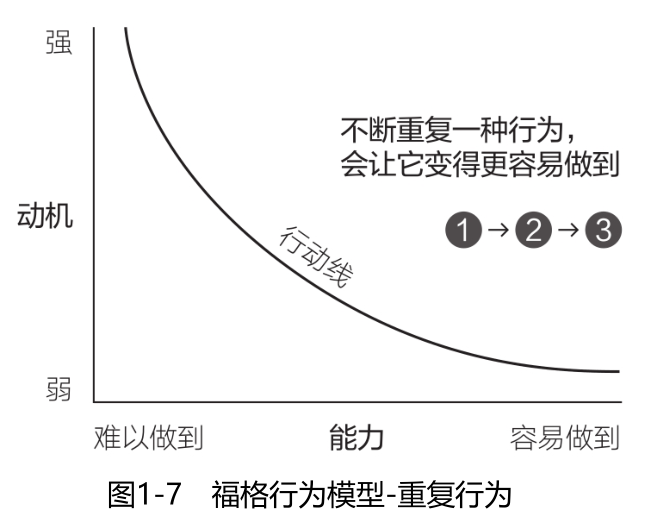 强
不断重复一种行为，
会让它变得更容易做到
动机
1→2→3
行动线
弱
难以做到 能力 容易做到
图1-7 福格行为模型-重复行为